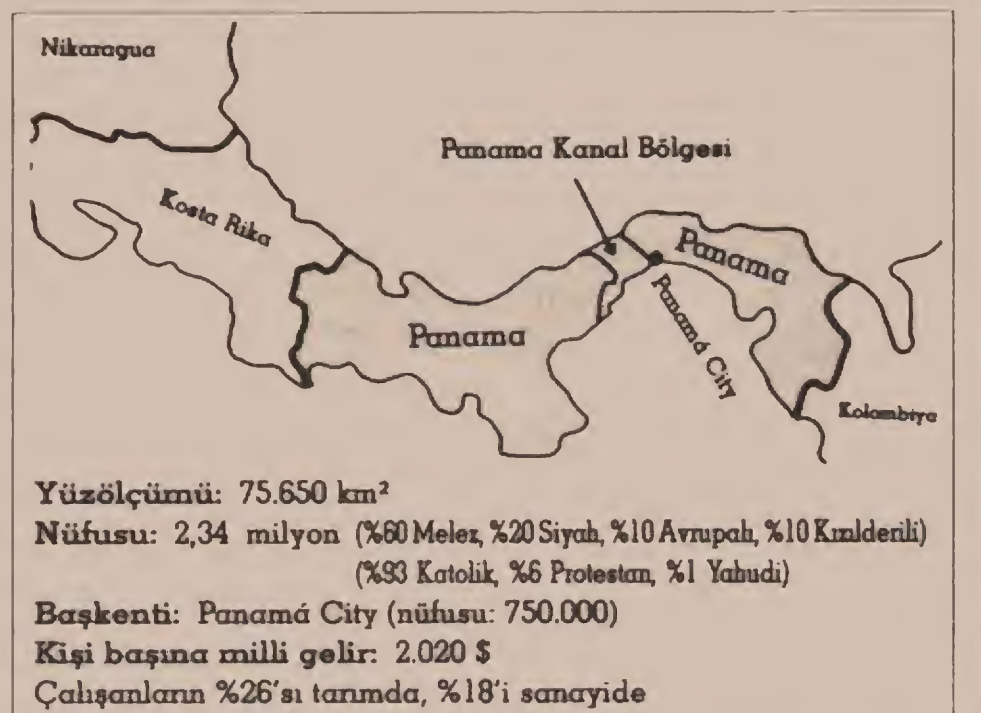 Nikaragua
Panama Kanal Bölgesi
Kosta Rika
Panama
Panama
Panamá City
Kolombiya
Yüzölçümü: 75.650 km²
Nüfusu: 2,34 milyon (%60 Melez, %20 Siyah, %10 Avrupalı, %10 Kızılderili)
(%93 Katolik, %6 Protestan, %1 Yahudi)
Başkenti: Panamá City (nüfusu: 750.000)
Kişi başına milli gelir: 2.020 $
Çalışanların %26'sı tarımda, %18'i sanayide